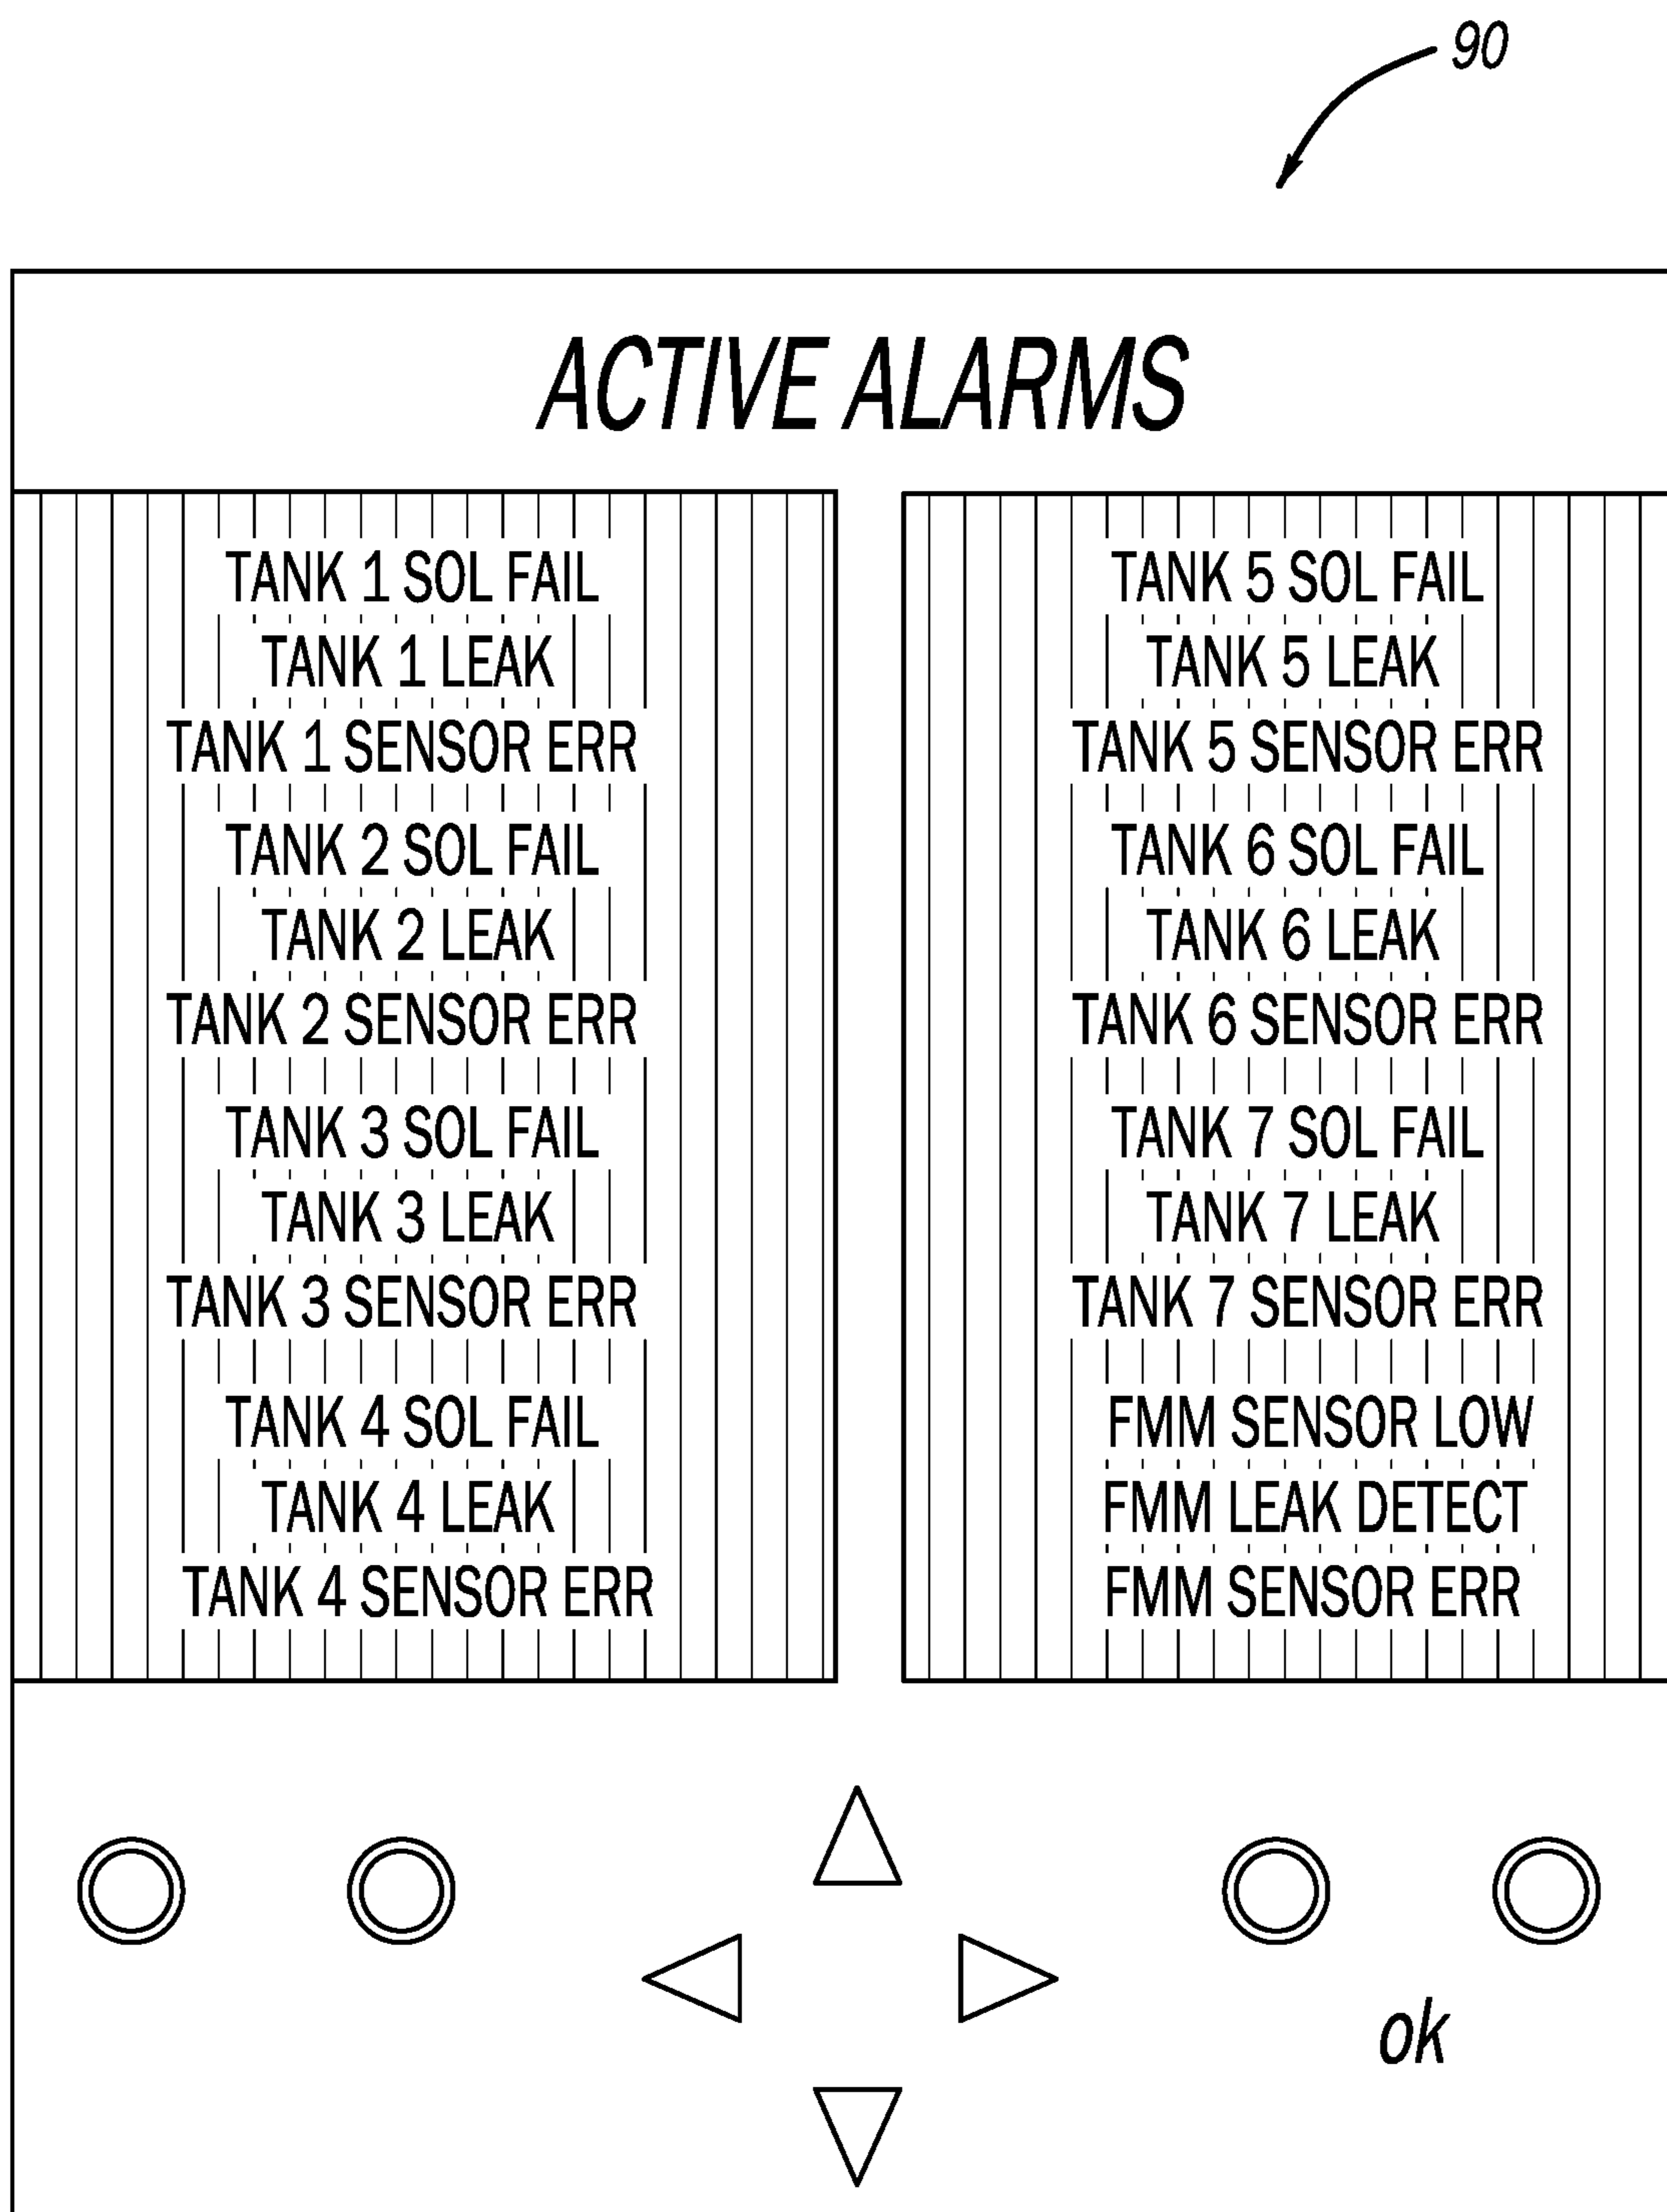 90
ACTIVE ALARMS
TANK 1 SOL FAIL
TANK 1 LEAK
TANK 1 SENSOR ERR
TANK 2 SOL FAIL
TANK 2 LEAK
TANK 2 SENSOR ERR
TANK 3 SOL FAIL
TANK 3 LEAK
TANK 3 SENSOR ERR
TANK 4 SOL FAIL
TANK 4 LEAK
TANK 4 SENSOR ERR
TANK 5 SOL FAIL
TANK 5 LEAK
TANK 5 SENSOR ERR
TANK 6 SOL FAIL
TANK 6 LEAK
TANK 6 SENSOR ERR
TANK 7 SOL FAIL
TANK 7 LEAK
TANK 7 SENSOR ERR
FMM SENSOR LOW
FMM LEAK DETECT
FMM SENSOR ERR
ok